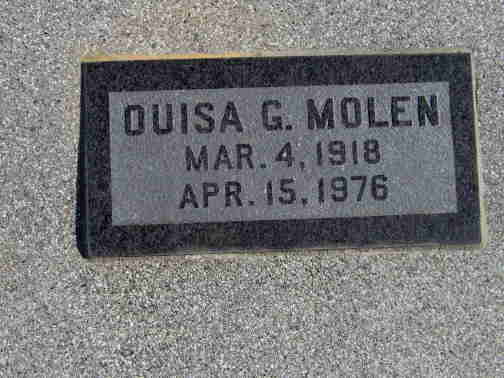 OUISA G. MOLEN
MAR. 4, 1918
APR. 15, 1976